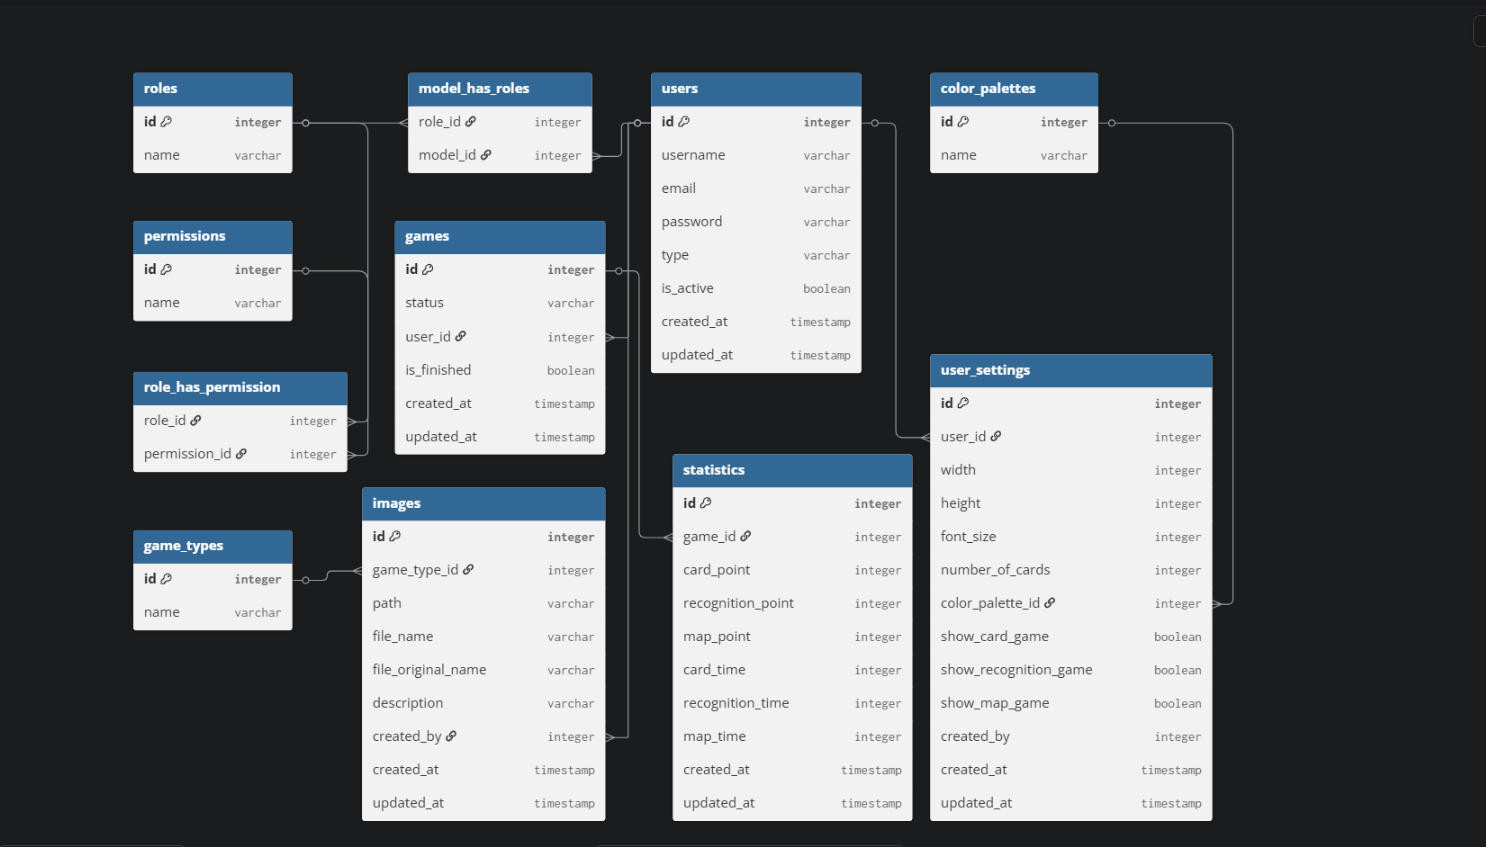 roles
id integer
name varchar
model_has_roles
role_id integer
model_id integer
users
id integer
username varchar
email varchar
password varchar
type varchar
is_active boolean
created_at timestamp
updated_at timestamp
color_palettes
id integer
name varchar
permissions
id integer
name varchar
games
id integer
status varchar
user_id integer
is_finished boolean
created_at timestamp
updated_at timestamp
role_has_permission
role_id integer
permission_id integer
user_settings
id integer
user_id integer
width integer
height integer
font_size integer
number_of_cards integer
color_palette_id integer
show_card_game boolean
show_recognition_game boolean
show_map_game boolean
created_by integer
created_at timestamp
updated_at timestamp
statistics
id integer
game_id integer
card_point integer
recognition_point integer
map_point integer
card_time integer
recognition_time integer
map_time integer
created_at timestamp
updated_at timestamp
images
id integer
game_type_id integer
path varchar
file_name varchar
file_original_name varchar
description varchar
created_by integer
created_at timestamp
updated_at timestamp
game_types
id integer
name varchar